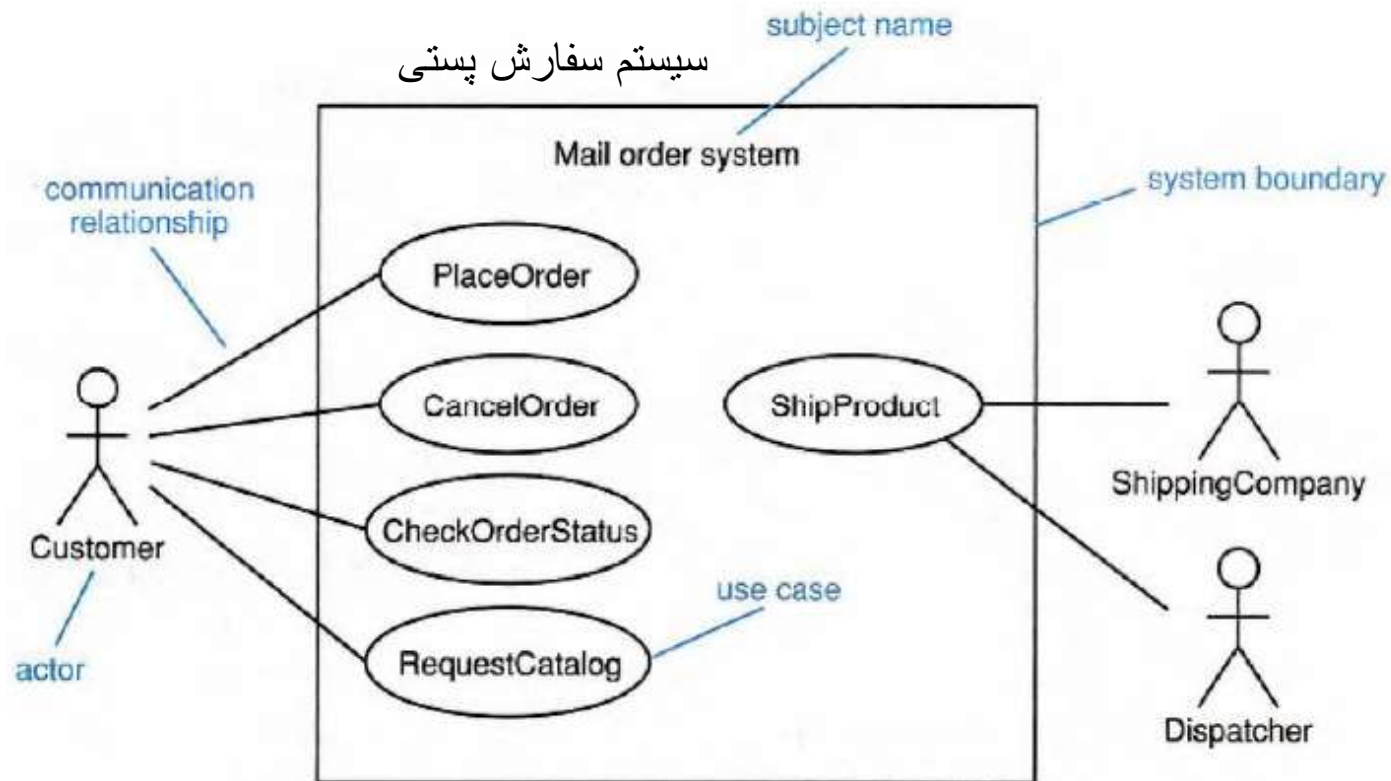 subject name
سیستم سفارش پستی
Mail order system
communication
relationship
system boundary
PlaceOrder
CancelOrder
ShipProduct
ShippingCompany
CheckOrderStatus
Customer
use case
RequestCatalog
actor
Dispatcher